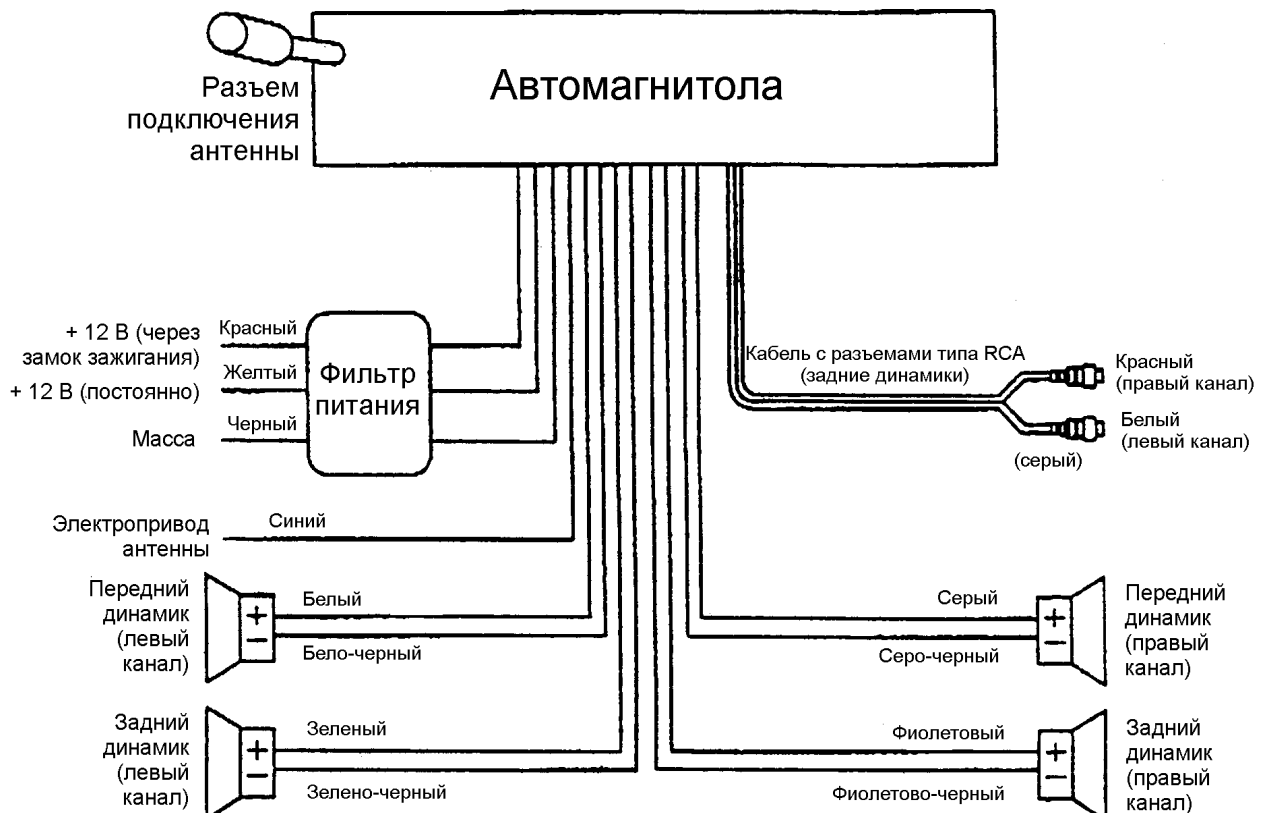 Автомагнитола
Разъем
подключения
антенны
+ 12 В (через
замок зажигания)
Красный
+ 12 В (постоянно)
Желтый
Масса
Черный
Фильтр
питания
Кабель с разъемами типа RCA
(задние динамики)
Красный
(правый канал)
Белый
(левый канал)
(серый)
Электропривод
антенны
Синий
Передний
динамик
(левый
канал)
+
−
Белый
Бело-черный
Серый
Серо-черный
+
−
Передний
динамик
(правый
канал)
Задний
динамик
(левый
канал)
+
−
Зеленый
Зелено-черный
Фиолетовый
Фиолетово-черный
+
−
Задний
динамик
(правый
канал)